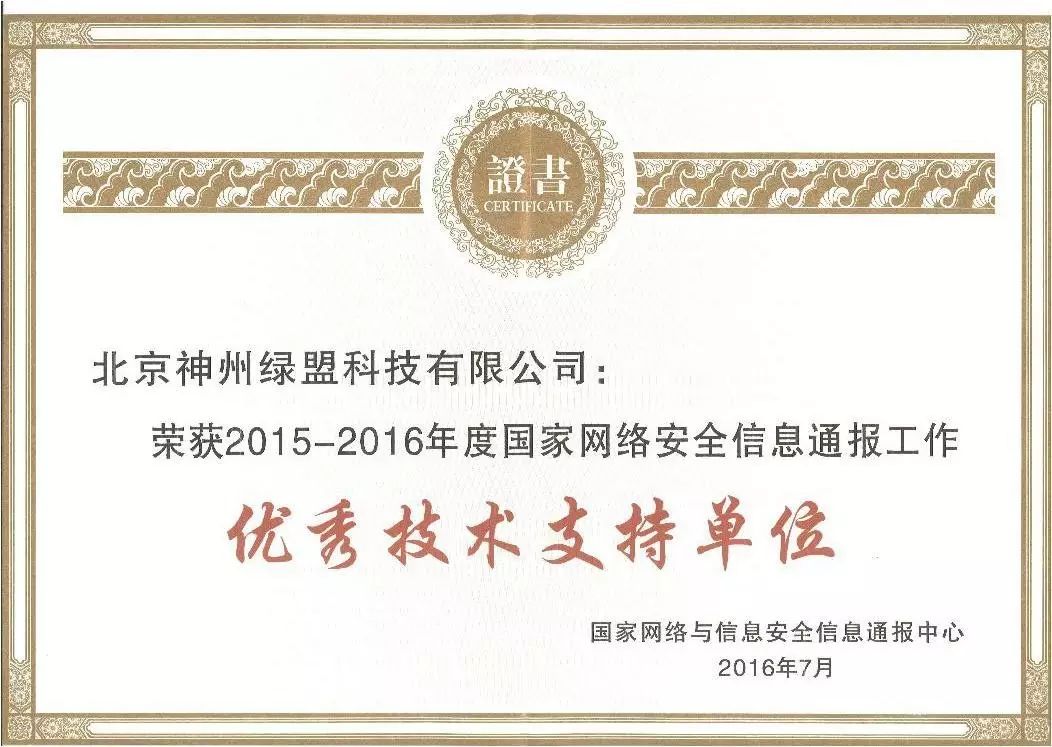 證書
CERTIFICATE
北京神州绿盟科技有限公司：
荣获2015-2016年度国家网络安全信息通报工作
优秀技术支持单位
国家网络与信息安全信息通报中心
2016年7月